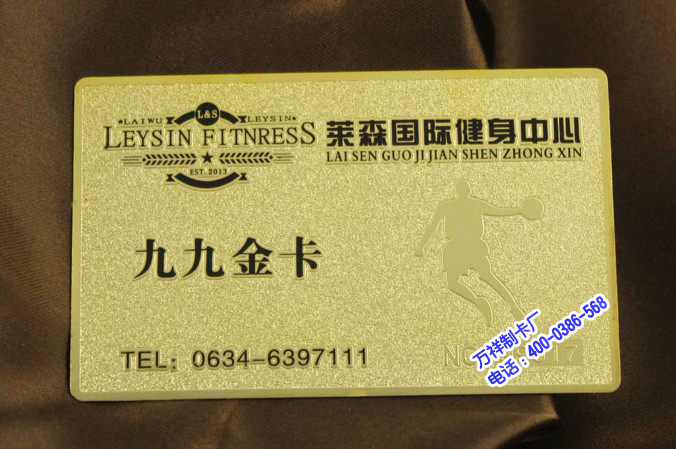 L&S
★LAIWU LEYSIN★
LEYSIN FITNRESS
EST. 2013
莱森国际健身中心
LAI SEN GUO JI JIAN SHEN ZHONG XIN
九九金卡
TEL: 0634-6397111
万祥制卡厂
电话：400-0386-568